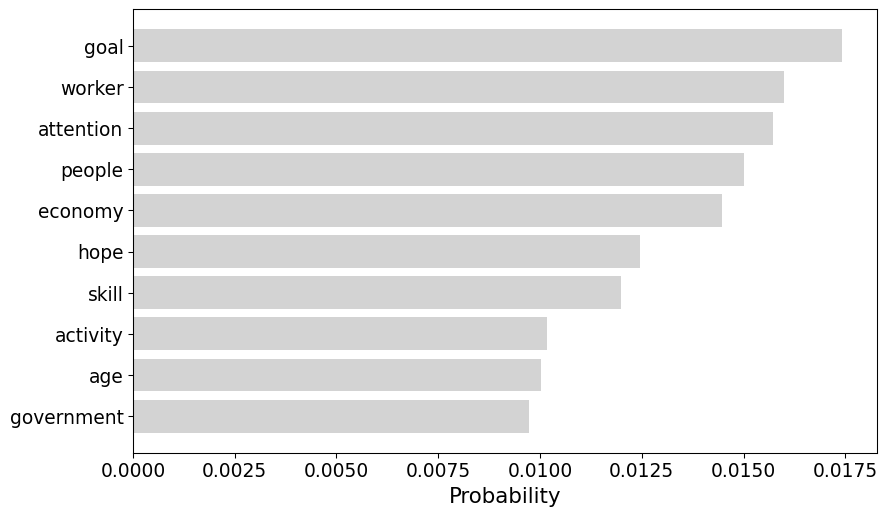 goal
worker
attention
people
economy
hope
skill
activity
age
government
0.0000 0.0025 0.0050 0.0075 0.0100 0.0125 0.0150 0.0175
Probability